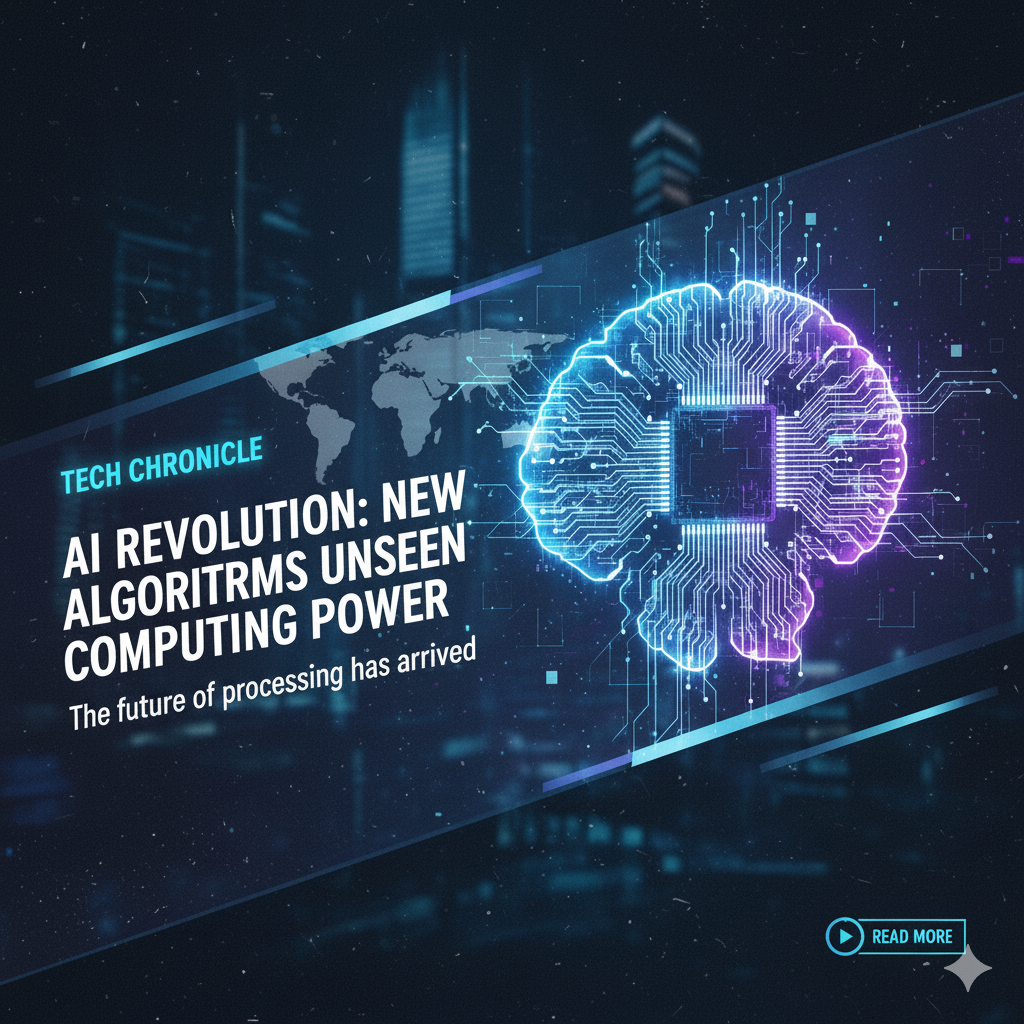 TECH CHRONICLE
AI REVOLUTION: NEW
ALGORITRMS UNSEEN
COMPUTING POWER
The future of processing has arrived
READ MORE